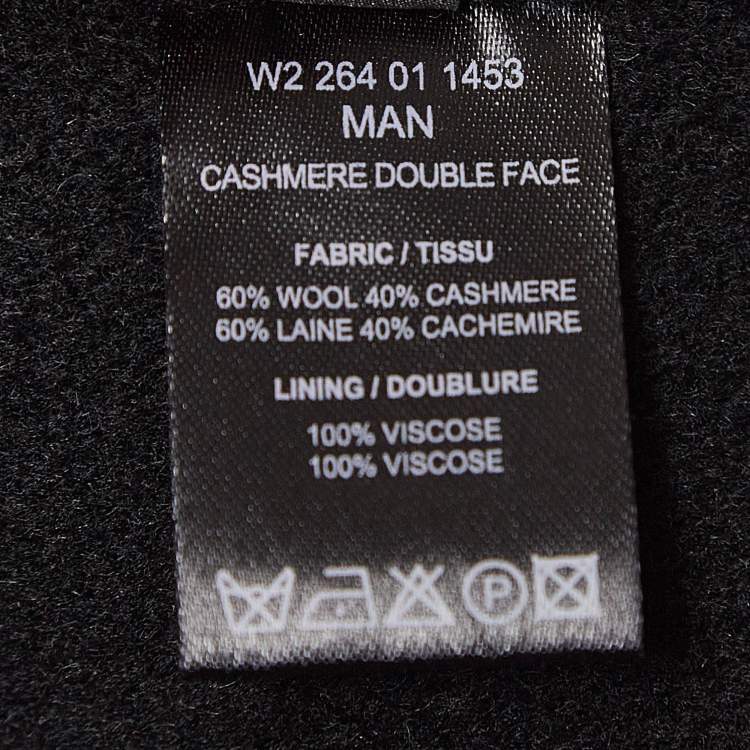 W2 264 01 1453
MAN
CASHMERE DOUBLE FACE
FABRIC / TISSU
60% WOOL 40% CASHMERE
60% LAINE 40% CACHEMIRE
LINING / DOUBLURE
100% VISCOSE
100% VISCOSE
P